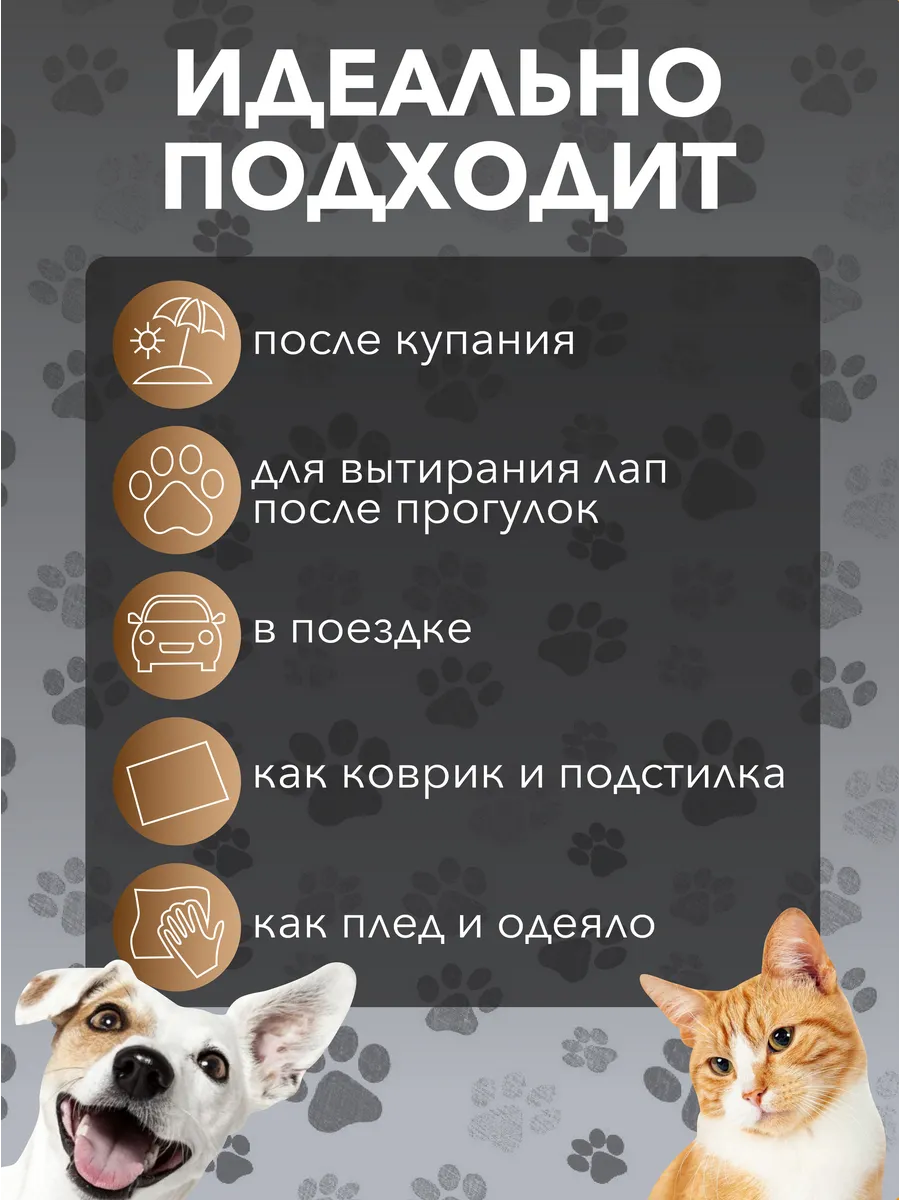 ИДЕАЛЬНО
ПОДХОДИТ
после купания
для вытирания лап
после прогулок
в поездке
как коврик и подстилка
как плед и одеяло